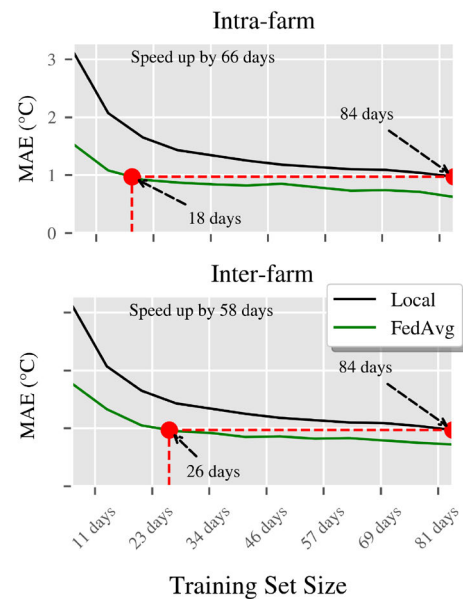 Intra-farm
Speed up by 66 days
3
2
1
0
MAE (°C)
84 days
18 days
Inter-farm
Speed up by 58 days
Local
FedAvg
MAE (°C)
84 days
26 days
11 days
23 days
34 days
46 days
57 days
69 days
81 days
Training Set Size